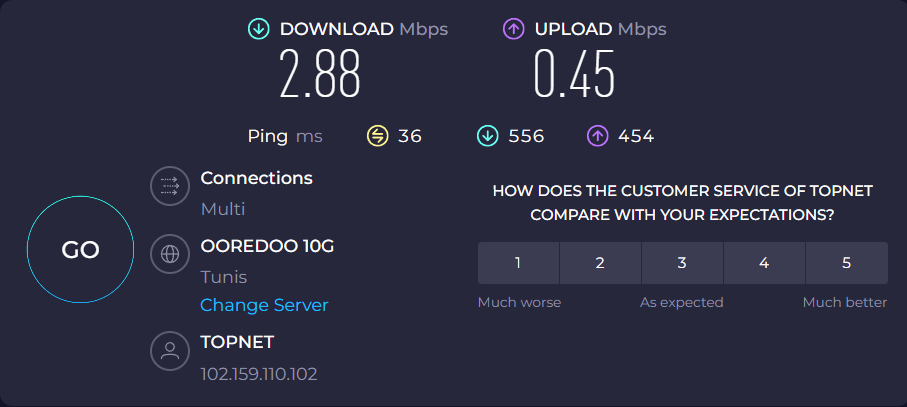 DOWNLOAD Mbps
UPLOAD Mbps
2.88
0.45
Ping ms 36 556 454
Connections
Multi
OOREDOO 10G
Tunis
Change Server
TOPNET
102.159.110.102
GO
HOW DOES THE CUSTOMER SERVICE OF TOPNET
COMPARE WITH YOUR EXPECTATIONS?
1 2 3 4 5
Much worse As expected Much better